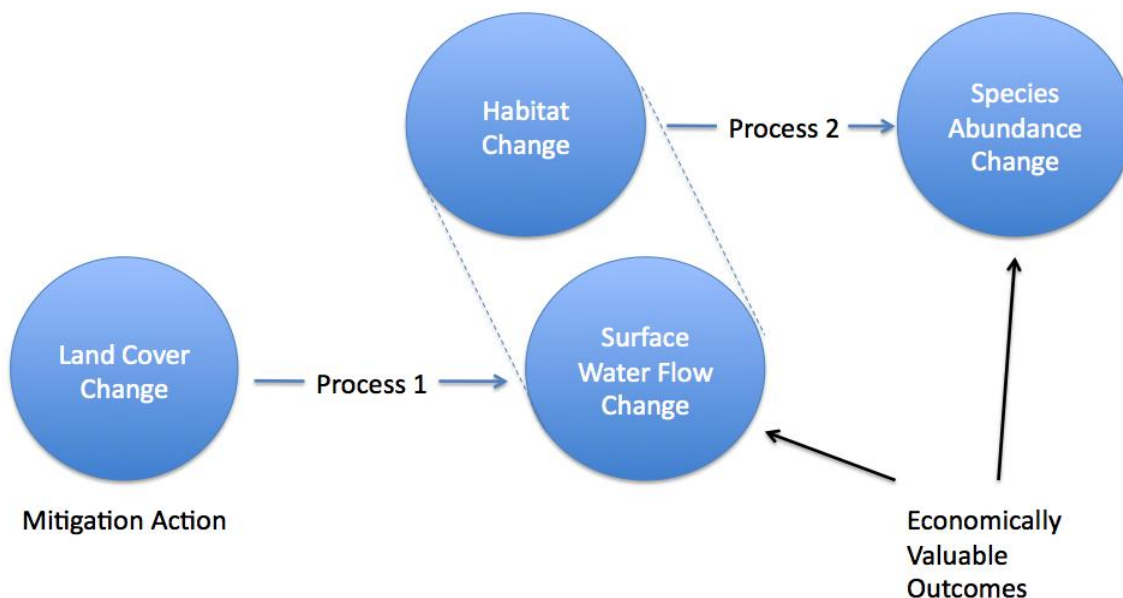 Habitat
Change
Process 2
Species
Abundance
Change
Land Cover
Change
Process 1
Surface
Water Flow
Change
Mitigation Action
Economically
Valuable
Outcomes